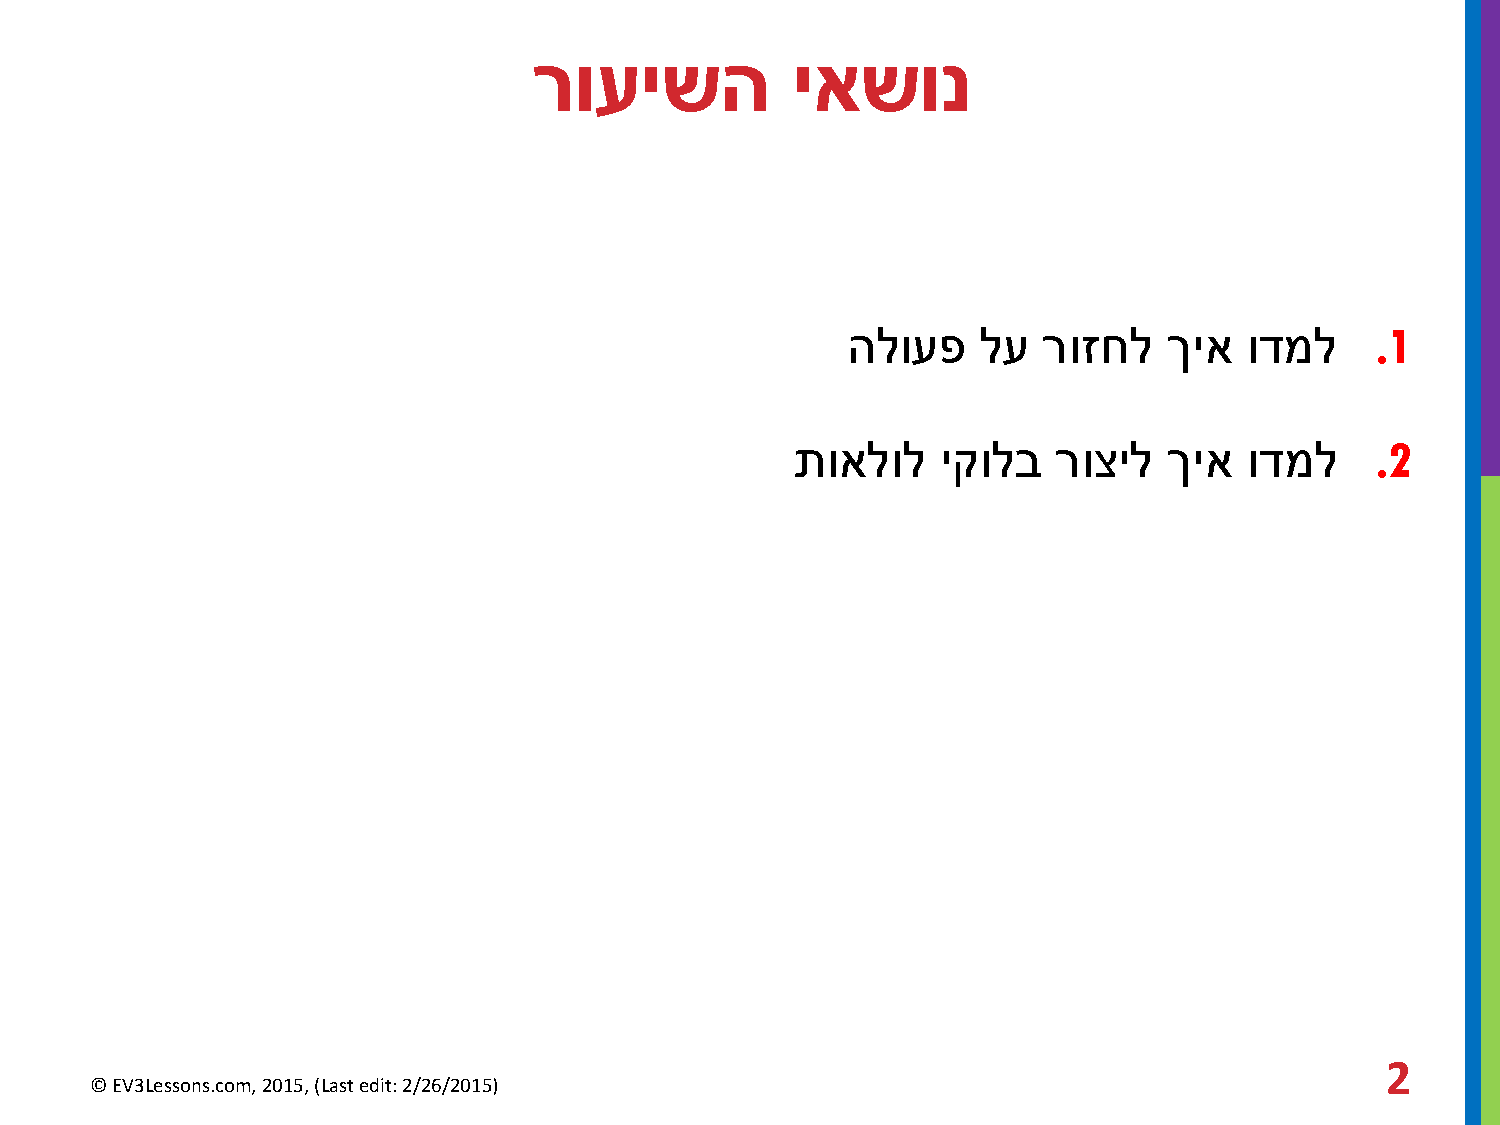 נושאי השיעור
1. למדו איך לחזור על פעולה
2. למדו איך ליצור בלוקי לולאות
© EV3Lessons.com, 2015, (Last edit: 2/26/2015)
2